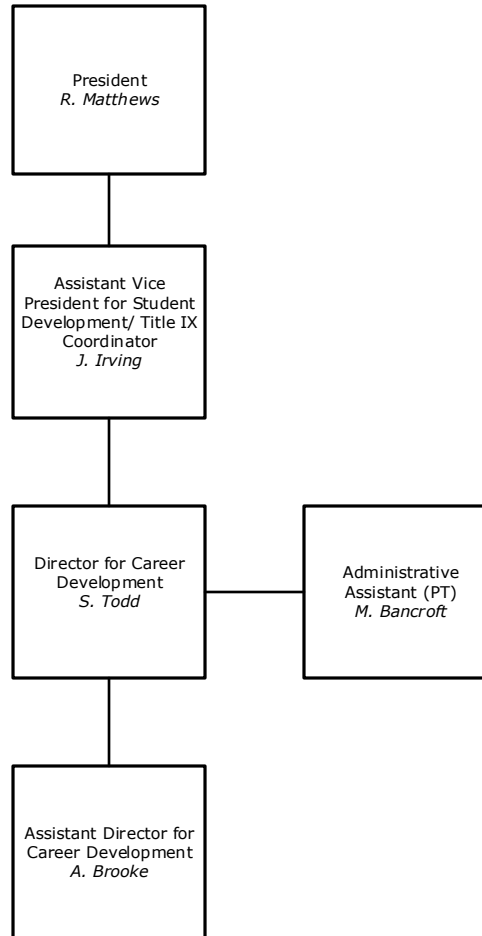 President
R. Matthews
Assistant Vice
President for Student
Development/ Title IX
Coordinator
J. Irving
Director for Career
Development
S. Todd
Administrative
Assistant (PT)
M. Bancroft
Assistant Director for
Career Development
A. Brooke